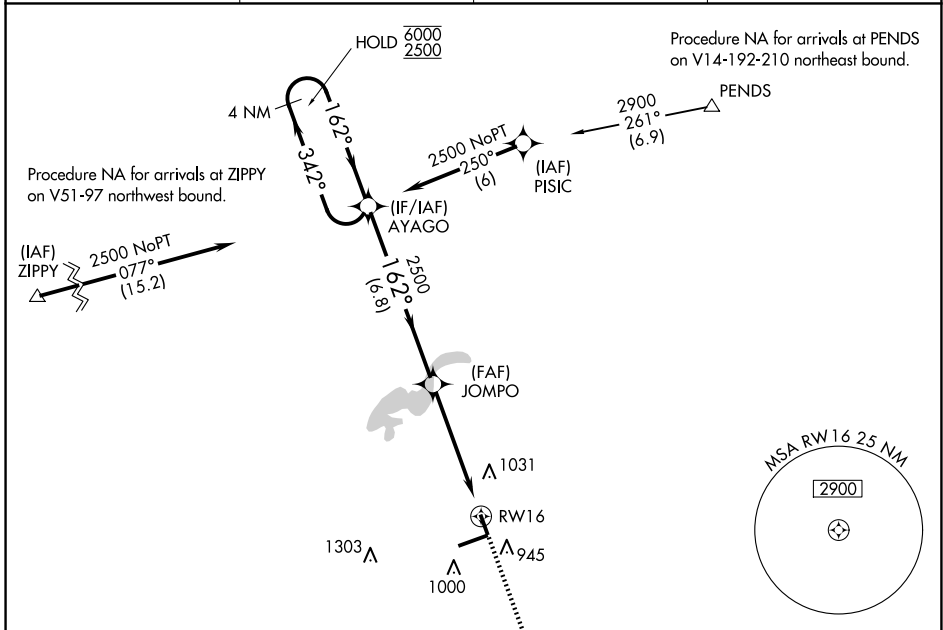 HOLD 6000
2500
Procedure NA for arrivals at PENDS
on V14-192-210 northeast bound.
PENDS
2900
261°
(6.9)
4 NM
162°
342°
2500 NoPT
250°
(6)
(IAF)
PISIC
Procedure NA for arrivals at ZIPPY
on V51-97 northwest bound.
(IF/IAF)
AYAGO
(IAF)
ZIPPY
2500 NoPT
077°
(15.2)
2500
162°
(6.8)
(FAF)
JOMPO
1031
RW16
1303
945
1000
MSA RW16 25 NM
2900